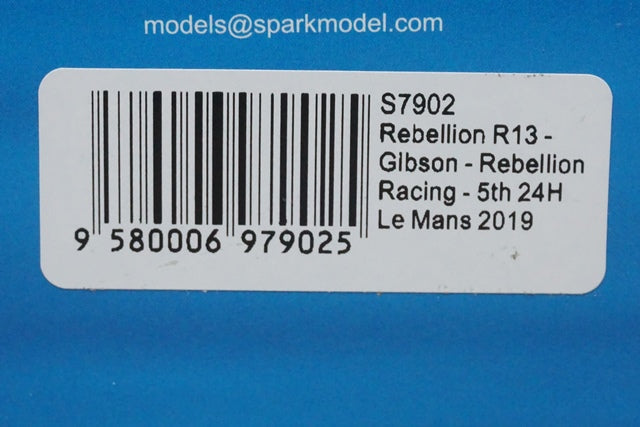 models@sparkmodel.com
S7902
Rebellion R13 -
Gibson - Rebellion
Racing - 5th 24H
Le Mans 2019
9 580006 979025